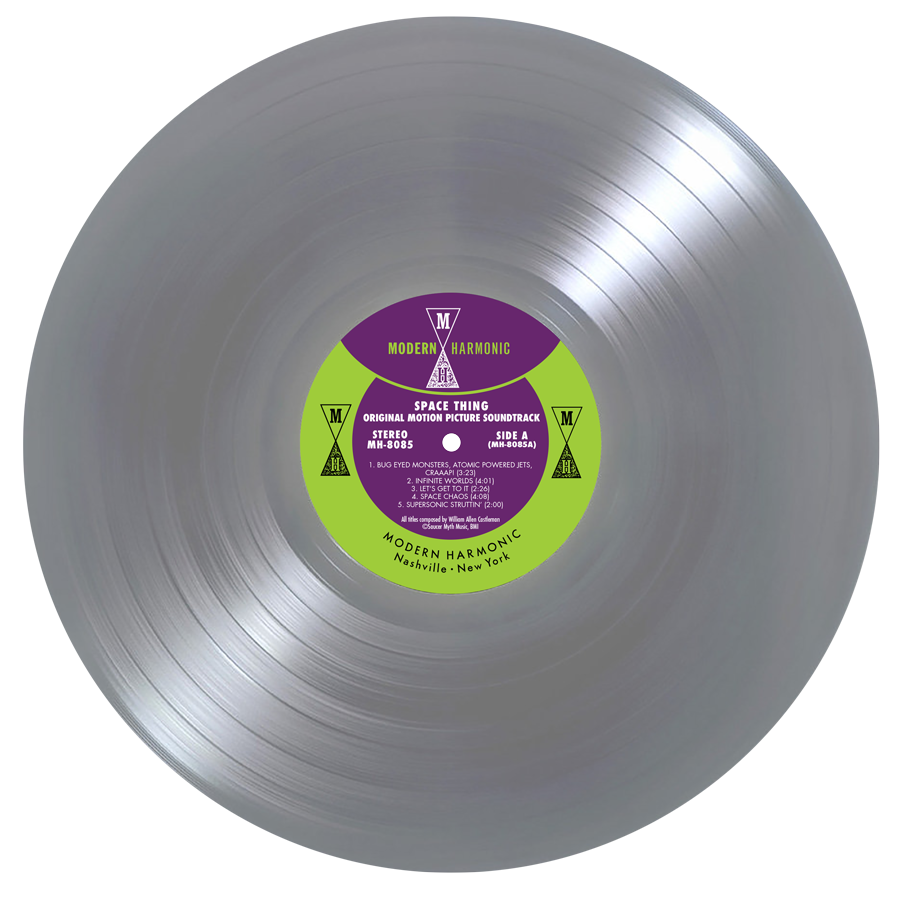 M
MODERN HARMONIC
H
SPACE THING
ORIGINAL MOTION PICTURE SOUNDTRACK
STEREO
MH-8085
SIDE A
(MH-8085A)
M
H
M
H
1. BUG EYED MONSTERS, ATOMIC POWERED JETS,
CRAAAP! (3:23)
2. INFINITE WORLDS (4:01)
3. LET'S GET TO IT (2:26)
4. SPACE CHAOS (4:08)
5. SUPERSONIC STRUTTIN' (2:00)
All titles composed by William Allen Castleman
©Saucer Myth Music, BMI
MODERN HARMONIC
Nashville • New York